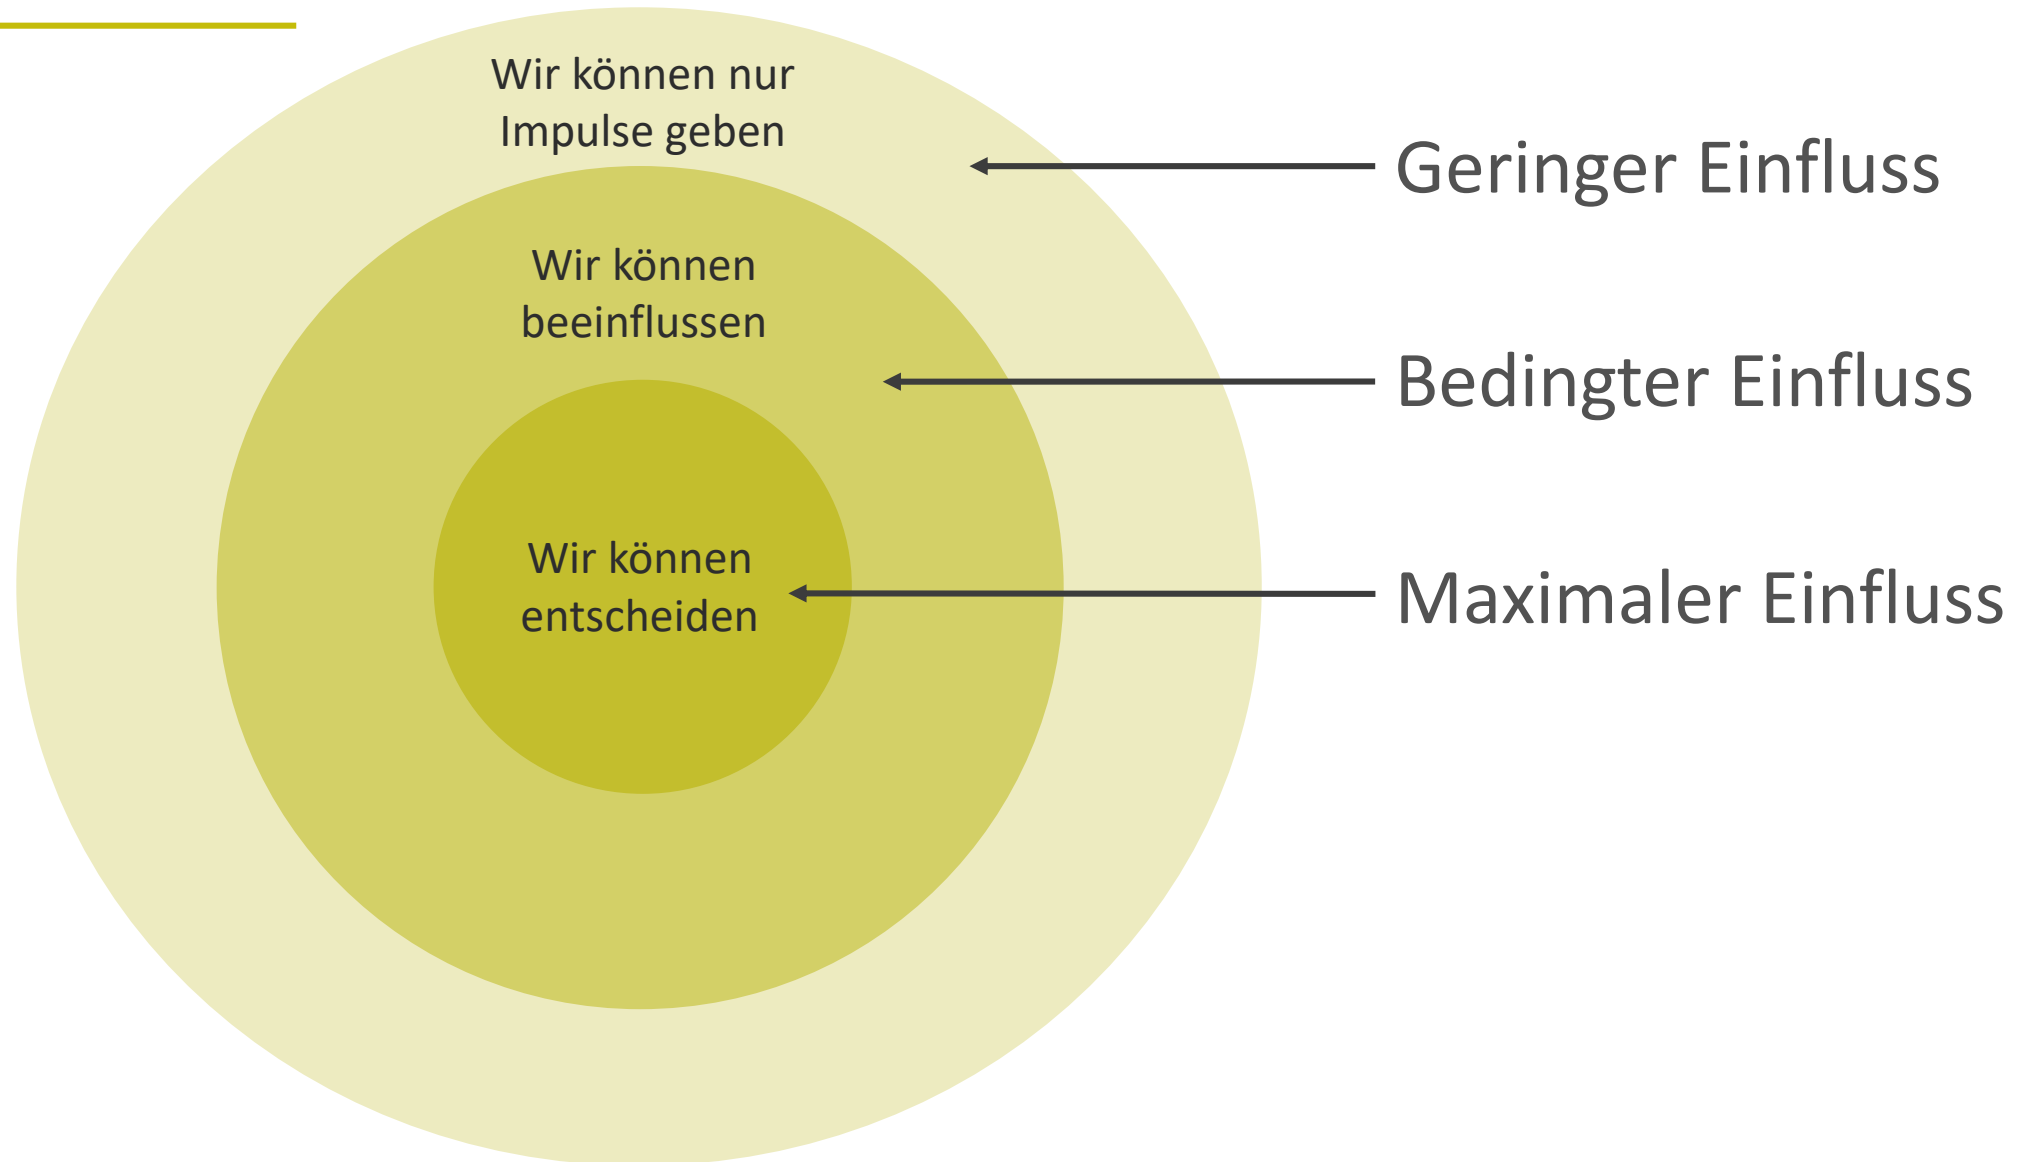 Wir können nur
Impulse geben
Geringer Einfluss
Wir können
beeinflussen
Bedingter Einfluss
Wir können
entscheiden
Maximaler Einfluss